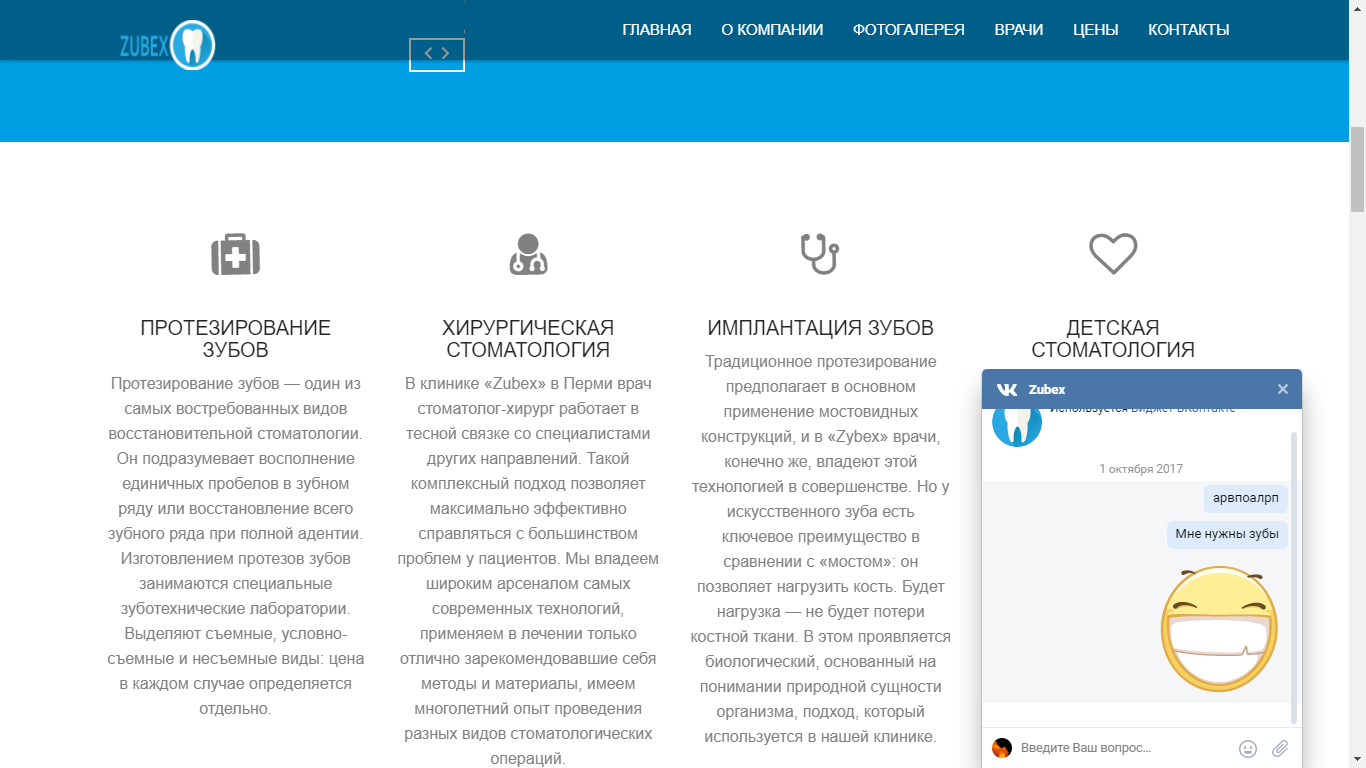 ZUBEX
ГЛАВНАЯ О КОМПАНИИ ФОТОГАЛЕРЕЯ ВРАЧИ ЦЕНЫ КОНТАКТЫ
ПРОТЕЗИРОВАНИЕ
ЗУБОВ
Протезирование зубов — один из
самых востребованных видов
восстановительной стоматологии.
Он подразумевает восполнение
единичных пробелов в зубном
ряду или восстановление всего
зубного ряда при полной адентии.
Изготовлением протезов зубов
занимаются специальные
зуботехнические лаборатории.
Выделяют съемные, условно-
съемные и несъемные виды: цена
в каждом случае определяется
отдельно.
ХИРУРГИЧЕСКАЯ
СТОМАТОЛОГИЯ
В клинике «Zubex» в Перми врач
стоматолог-хирург работает в
тесной связке со специалистами
других направлений. Такой
комплексный подход позволяет
максимально эффективно
справляться с большинством
проблем у пациентов. Мы владеем
широким арсеналом самых
современных технологий,
применяем в лечении только
отлично зарекомендовавшие себя
методы и материалы, имеем
многолетний опыт проведения
разных видов стоматологических
операций.
ИМПЛАНТАЦИЯ ЗУБОВ
Традиционное протезирование
предполагает в основном
применение мостовидных
конструкций, и в «Zybex» врачи,
конечно же, владеют этой
технологией в совершенстве. Но у
искусственного зуба есть
ключевое преимущество в
сравнении с «мостом»: он
позволяет нагрузить кость. Будет
нагрузка — не будет потери
костной ткани. В этом проявляется
биологический, основанный на
понимании природной сущности
организма, подход, который
используется в нашей клинике.
ДЕТСКАЯ
СТОМАТОЛОГИЯ
Zubex
Используется Виджет ВКонтакте
1 октября 2017
арвпоалрп
Мне нужны зубы
Введите Ваш вопрос...